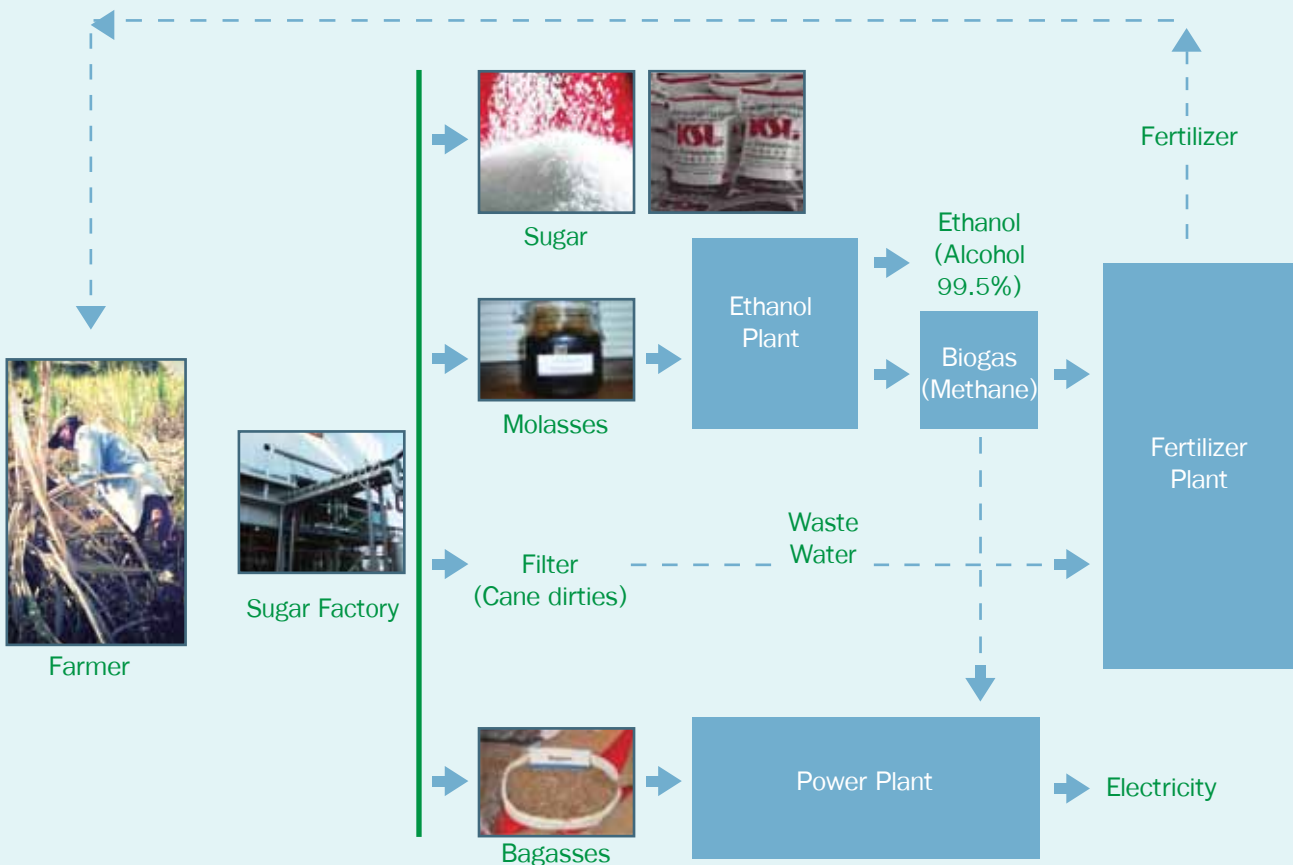 Fertilizer
KSL
KSL
Sugar
Ethanol
(Alcohol
99.5%)
Ethanol
Plant
Biogas
(Methane)
Molasses
Fertilizer
Plant
Waste
Water
Filter
(Cane dirties)
Sugar Factory
Farmer
Power Plant
Electricity
Bagasses